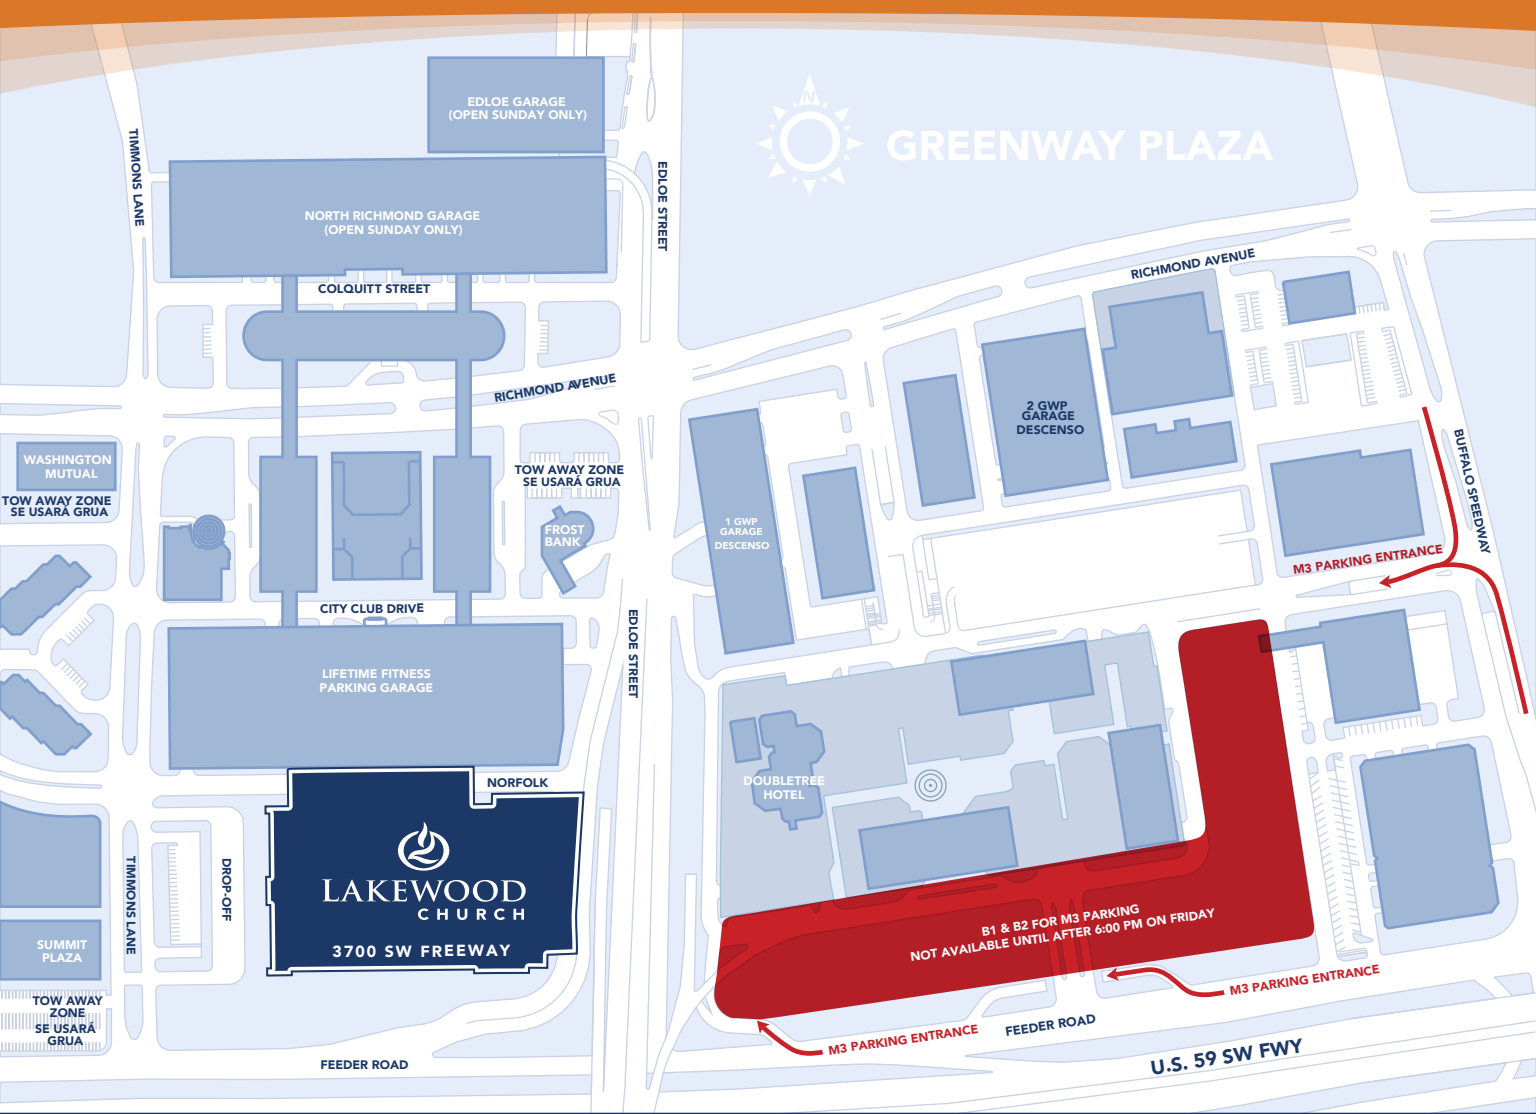 EDLOE GARAGE
(OPEN SUNDAY ONLY)
N
GREENWAY PLAZA
TIMMONS LANE
EDLOE STREET
NORTH RICHMOND GARAGE
(OPEN SUNDAY ONLY)
COLQUITT STREET
RICHMOND AVENUE
RICHMOND AVENUE
2 GWP
GARAGE
DESCENSO
BUFFALO SPEEDWAY
WASHINGTON
MUTUAL
TOW AWAY ZONE
SE USARÁ GRUA
TOW AWAY ZONE
SE USARÁ GRUA
FROST
BANK
1 GWP
GARAGE
DESCENSO
M3 PARKING ENTRANCE
CITY CLUB DRIVE
EDLOE STREET
LIFETIME FITNESS
PARKING GARAGE
NORFOLK
DOUBLETREE
HOTEL
TIMMONS LANE
DROP-OFF
LAKEWOOD
CHURCH
3700 SW FREEWAY
SUMMIT
PLAZA
B1 & B2 FOR M3 PARKING
NOT AVAILABLE UNTIL AFTER 6:00 PM ON FRIDAY
TOW AWAY
ZONE
SE USARÁ
GRUA
M3 PARKING ENTRANCE
M3 PARKING ENTRANCE
FEEDER ROAD
FEEDER ROAD
U.S. 59 SW FWY